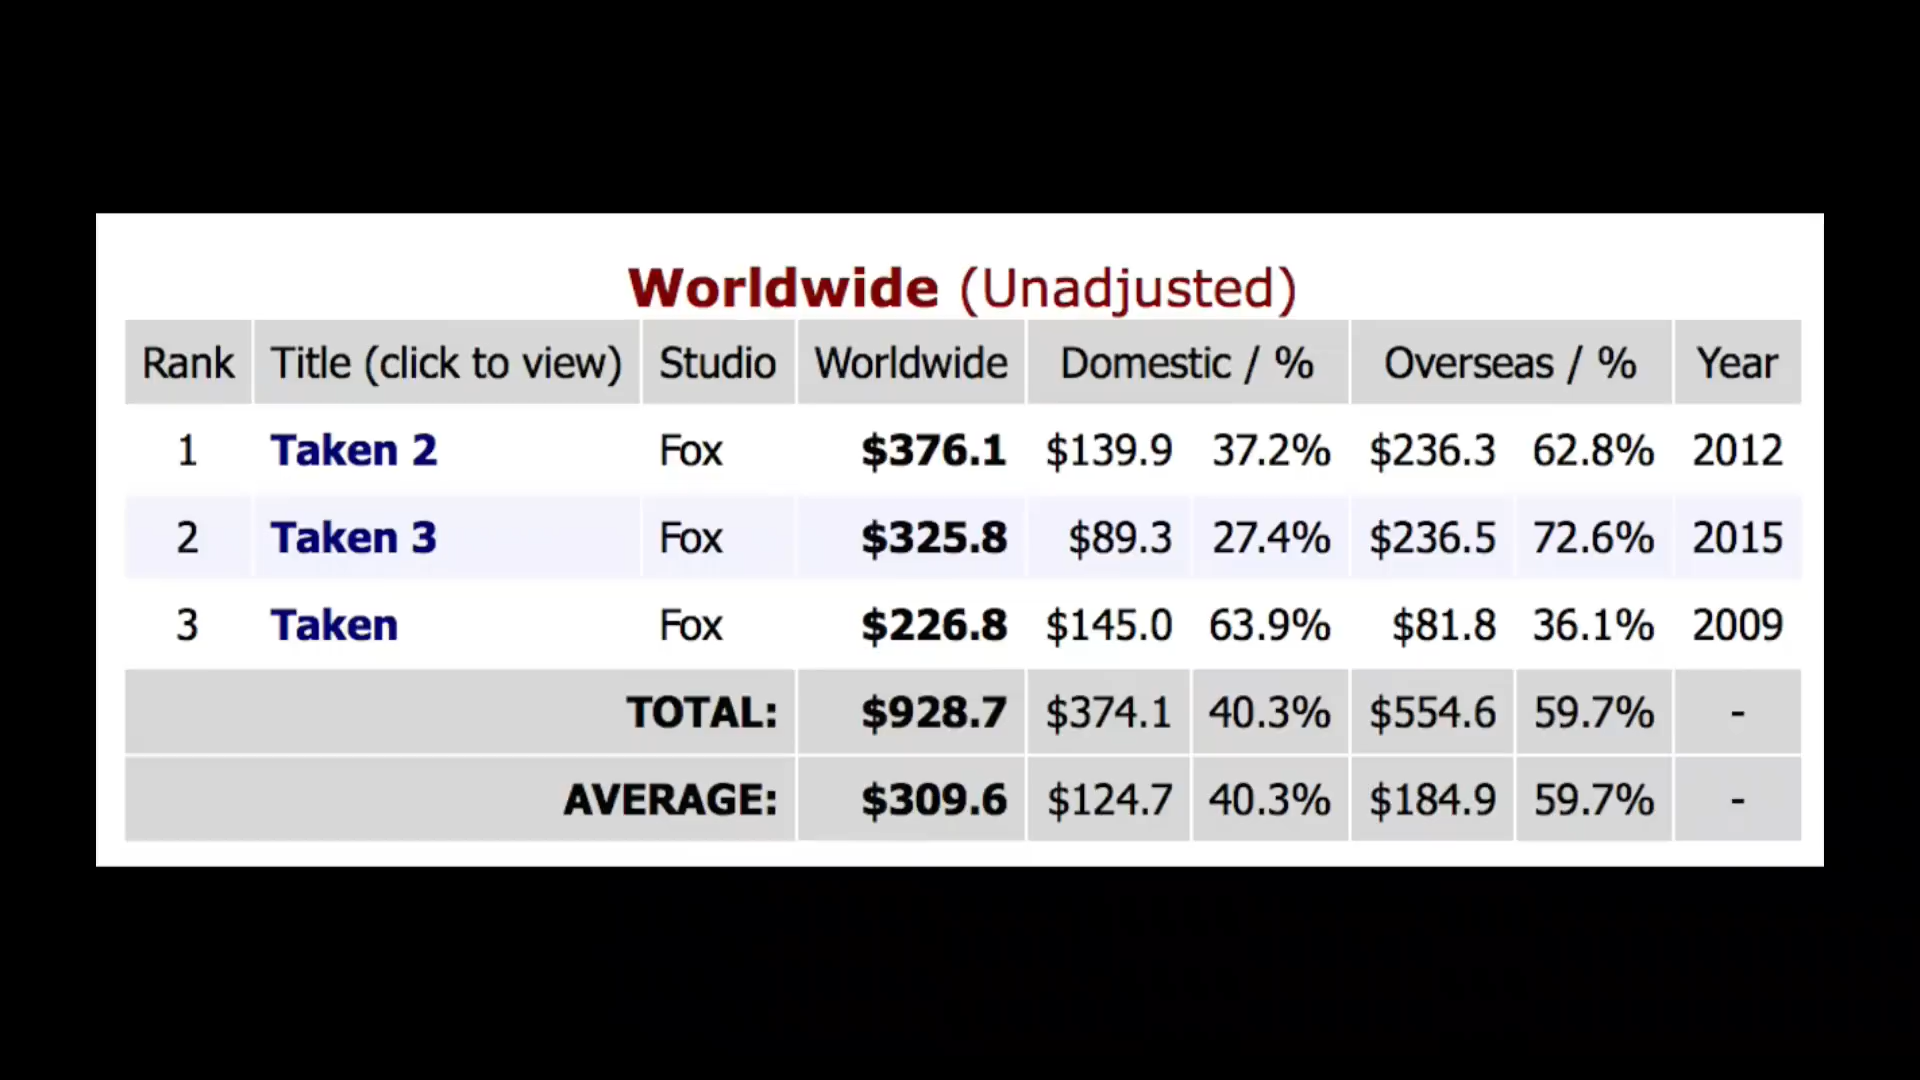 Worldwide (Unadjusted)
Rank Title (click to view) Studio Worldwide Domestic / % Overseas / % Year
1 Taken 2 Fox $376.1 $139.9 37.2% $236.3 62.8% 2012
2 Taken 3 Fox $325.8 $89.3 27.4% $236.5 72.6% 2015
3 Taken Fox $226.8 $145.0 63.9% $81.8 36.1% 2009
TOTAL: $928.7 $374.1 40.3% $554.6 59.7% -
AVERAGE: $309.6 $124.7 40.3% $184.9 59.7% -